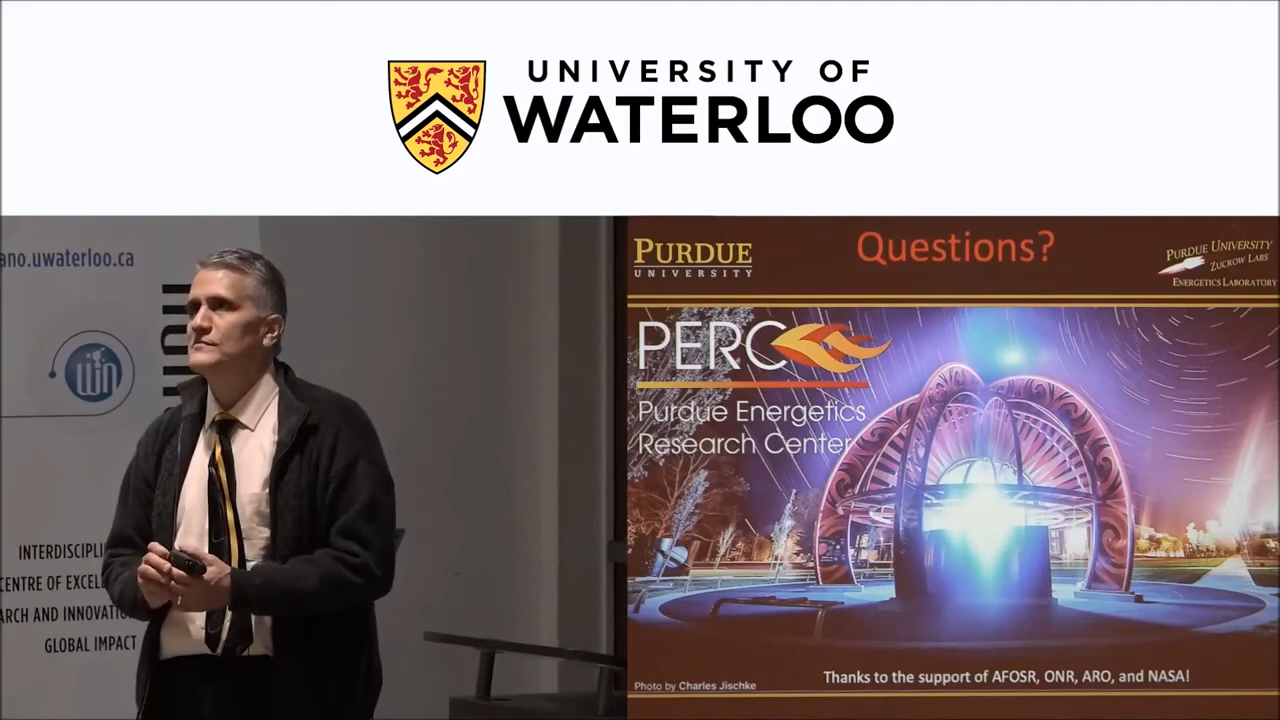 UNIVERSITY OF
WATERLOO
ano.uwaterloo.ca
WIN
INTERDISCIPLI
CENTRE OF EXCEL
ARCH AND INNOVATIO
GLOBAL IMPACT
PURDUE
UNIVERSITY
Questions?
PURDUE UNIVERSITY
ZUCROW LABS
ENERGETICS LABORATORY
PERC
Purdue Energetics
Research Center
Thanks to the support of AFOSR, ONR, ARO, and NASA!
Photo by Charles Jischke